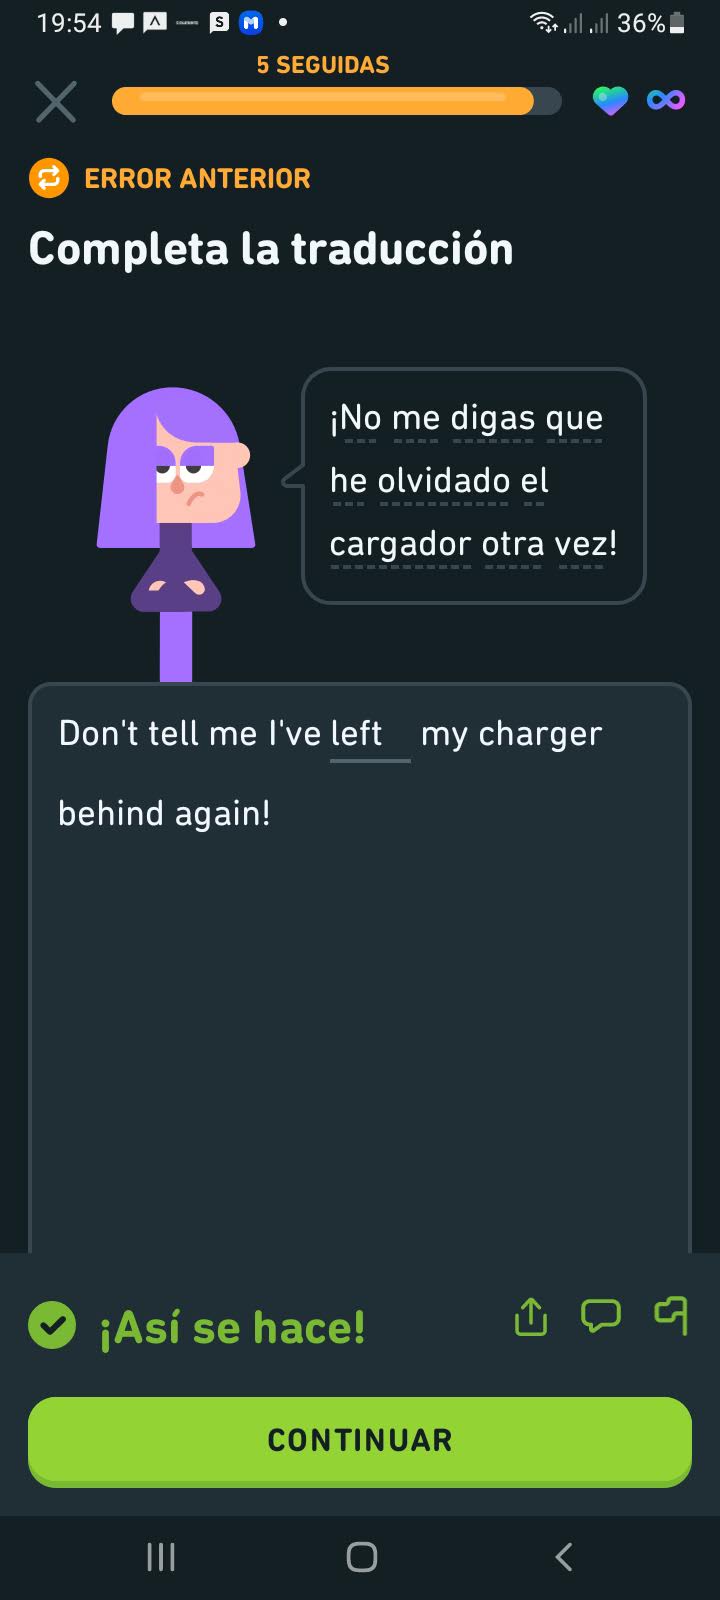 19:54
36%
5 SEGUIDAS
ERROR ANTERIOR
Completa la traducción
¡No me digas que
he olvidado el
cargador otra vez!
Don't tell me I've left my charger
behind again!
¡Así se hace!
CONTINUAR